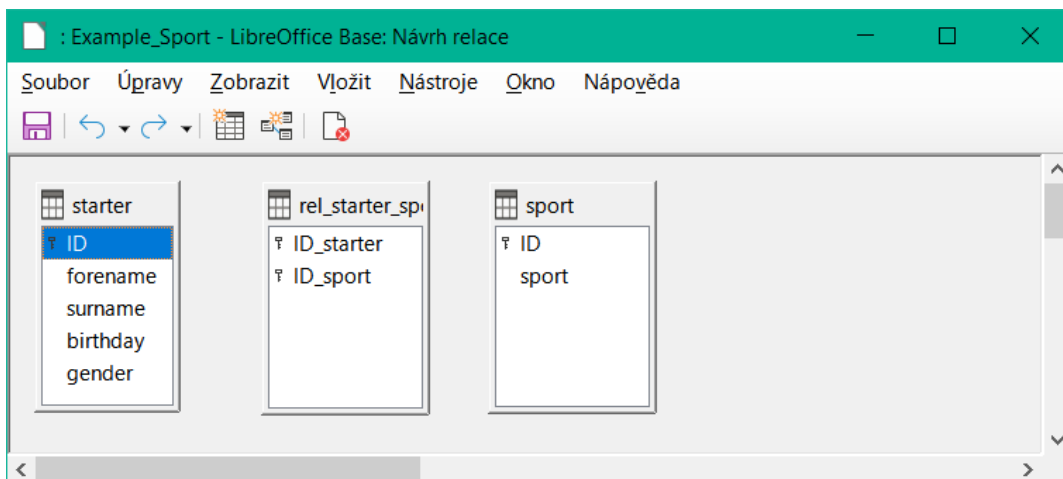 : Example_Sport - LibreOffice Base: Návrh relace
Soubor Úpravy Zobrazit Vložit Nástroje Okno Nápověda
starter
ID
forename
surname
birthday
gender
rel_starter_sp
ID_starter
ID_sport
sport
ID
sport